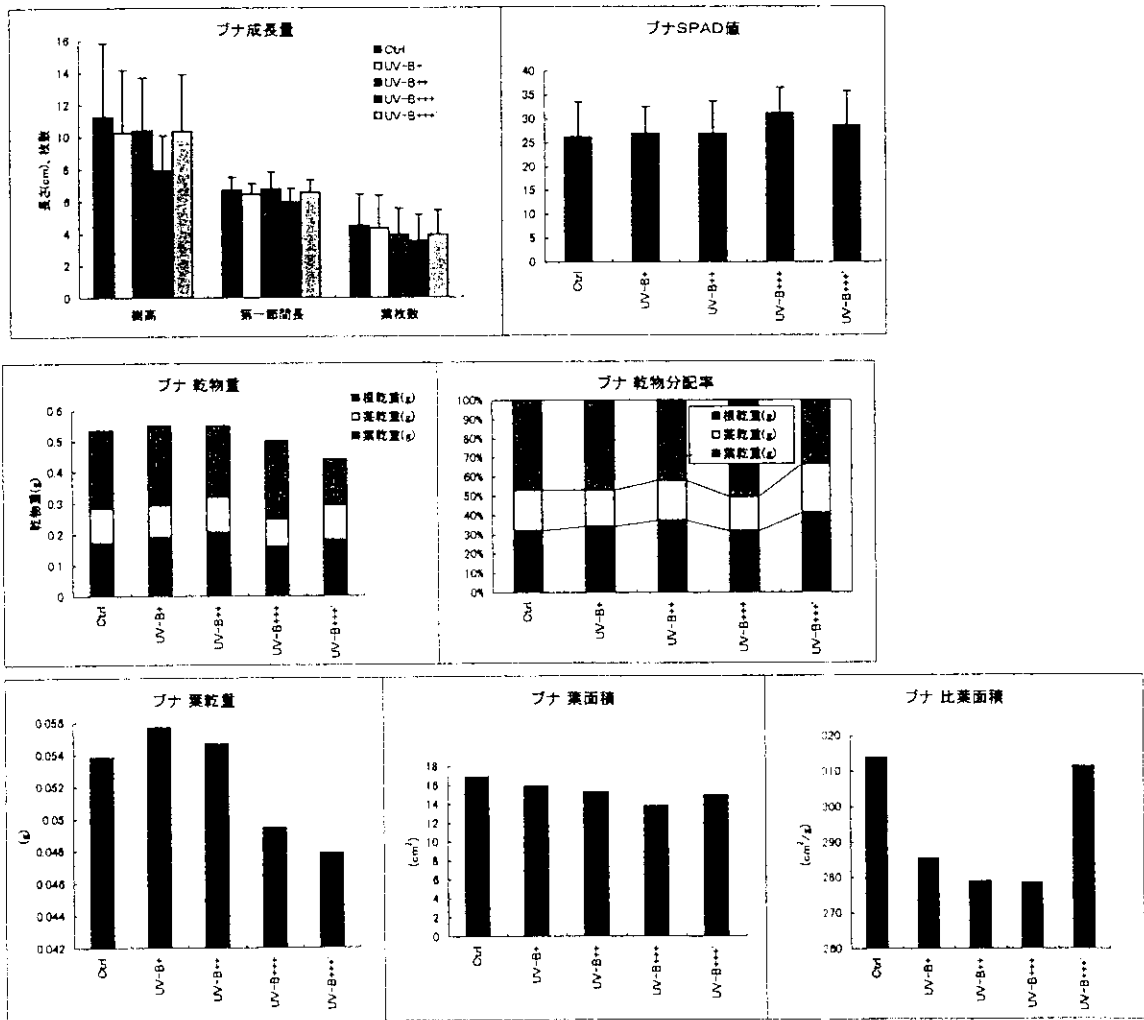 ブナ成長量
16
14
12
10
8
6
4
2
0
長さ(cm)、枚数
Ctrl
UV-B+
UV-B++
UV-B+++
UV-B+++'
樹高
第一節間長
葉枚数
ブナSPAD値
40
35
30
25
20
15
10
5
0
Ctrl
UV-B+
UV-B++
UV-B+++
UV-B+++'
ブナ 乾物量
0.6
0.5
0.4
0.3
0.2
0.1
0
乾物量(g)
根乾重(g)
茎乾重(g)
葉乾重(g)
Ctrl
UV-B+
UV-B++
UV-B+++
UV-B+++'
ブナ 乾物分配率
100%
90%
80%
70%
60%
50%
40%
30%
20%
10%
0%
根乾重(g)
茎乾重(g)
葉乾重(g)
Ctrl
UV-B+
UV-B++
UV-B+++
UV-B+++'
ブナ 葉乾重
0.056
0.054
0.05
0.048
0.046
0.044
0.042
(g)
Ctrl
UV-B+
UV-B++
UV-B+++
UV-B+++'
ブナ 葉面積
18
16
14
12
10
8
6
4
2
0
(cm²)
Ctrl
UV-B+
UV-B++
UV-B+++
UV-B+++'
ブナ 比葉面積
320
310
300
290
280
270
260
(cm²/g)
Ctrl
UV-B+
UV-B++
UV-B+++
UV-B+++'